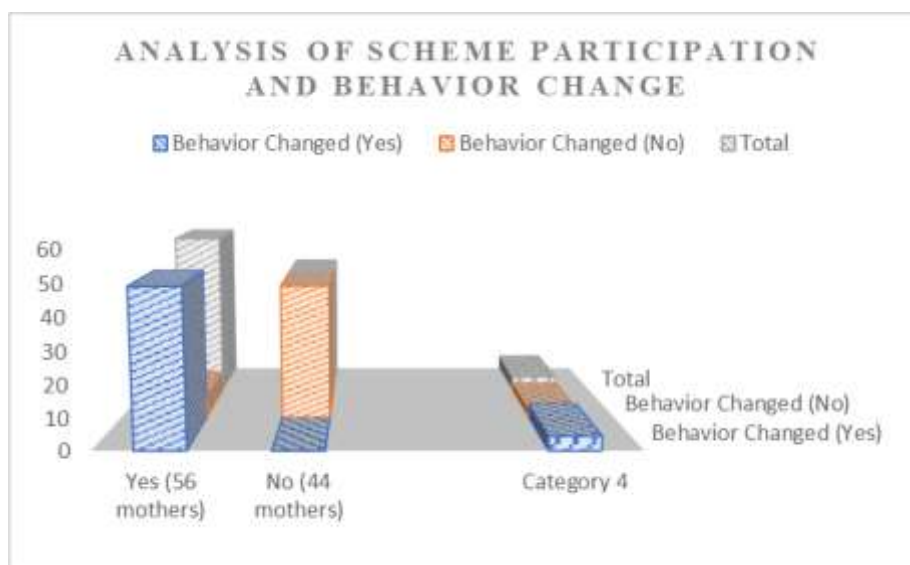 ANALYSIS OF SCHEME PARTICIPATION
AND BEHAVIOR CHANGE
Behavior Changed (Yes) Behavior Changed (No) Total
60
50
40
30
20
10
0
Total
Behavior Changed (No)
Behavior Changed (Yes)
Yes (56
mothers)
No (44
mothers)
Category 4